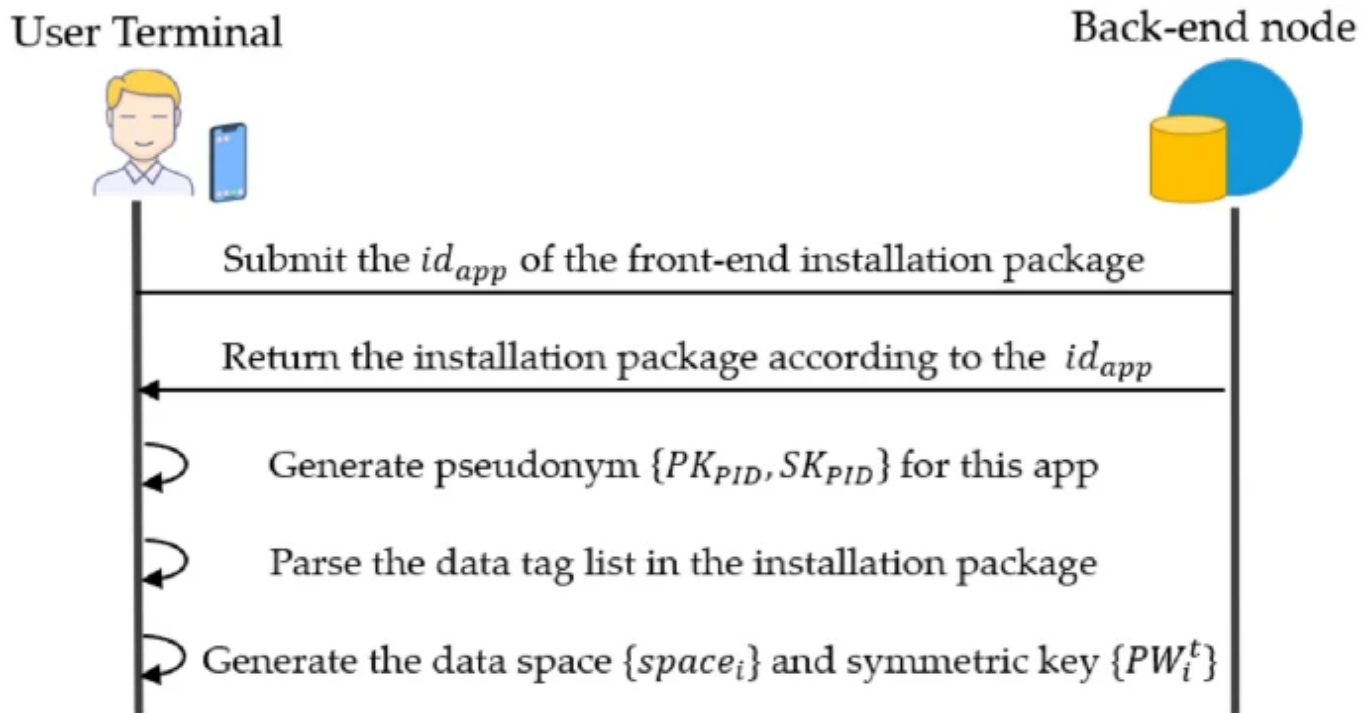 User Terminal
Back-end node
Submit the id_app of the front-end installation package
Return the installation package according to the id_app
Generate pseudonym {PK_PID, SK_PID} for this app
Parse the data tag list in the installation package
Generate the data space {space_i} and symmetric key {PW_i^t}